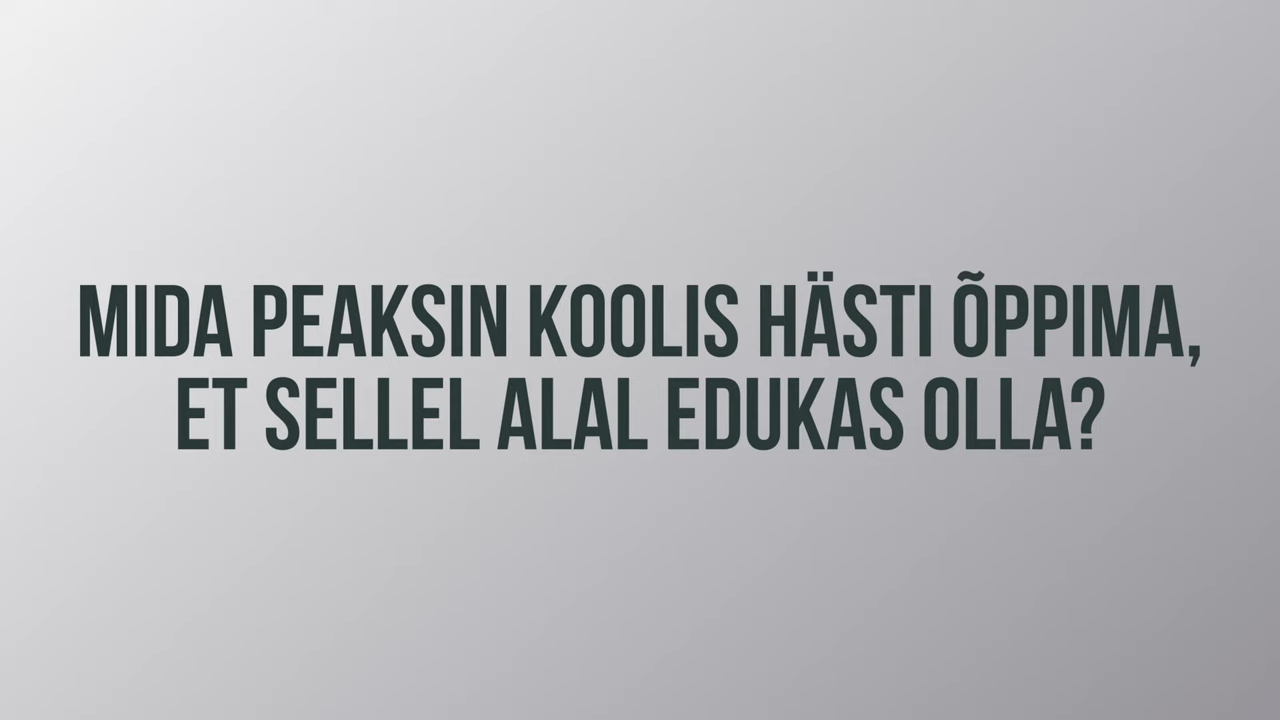 MIDA PEAKSIN KOOLIS HÄSTI ÕPPIMA,
ET SELLEL ALAL EDUKAS OLLA?